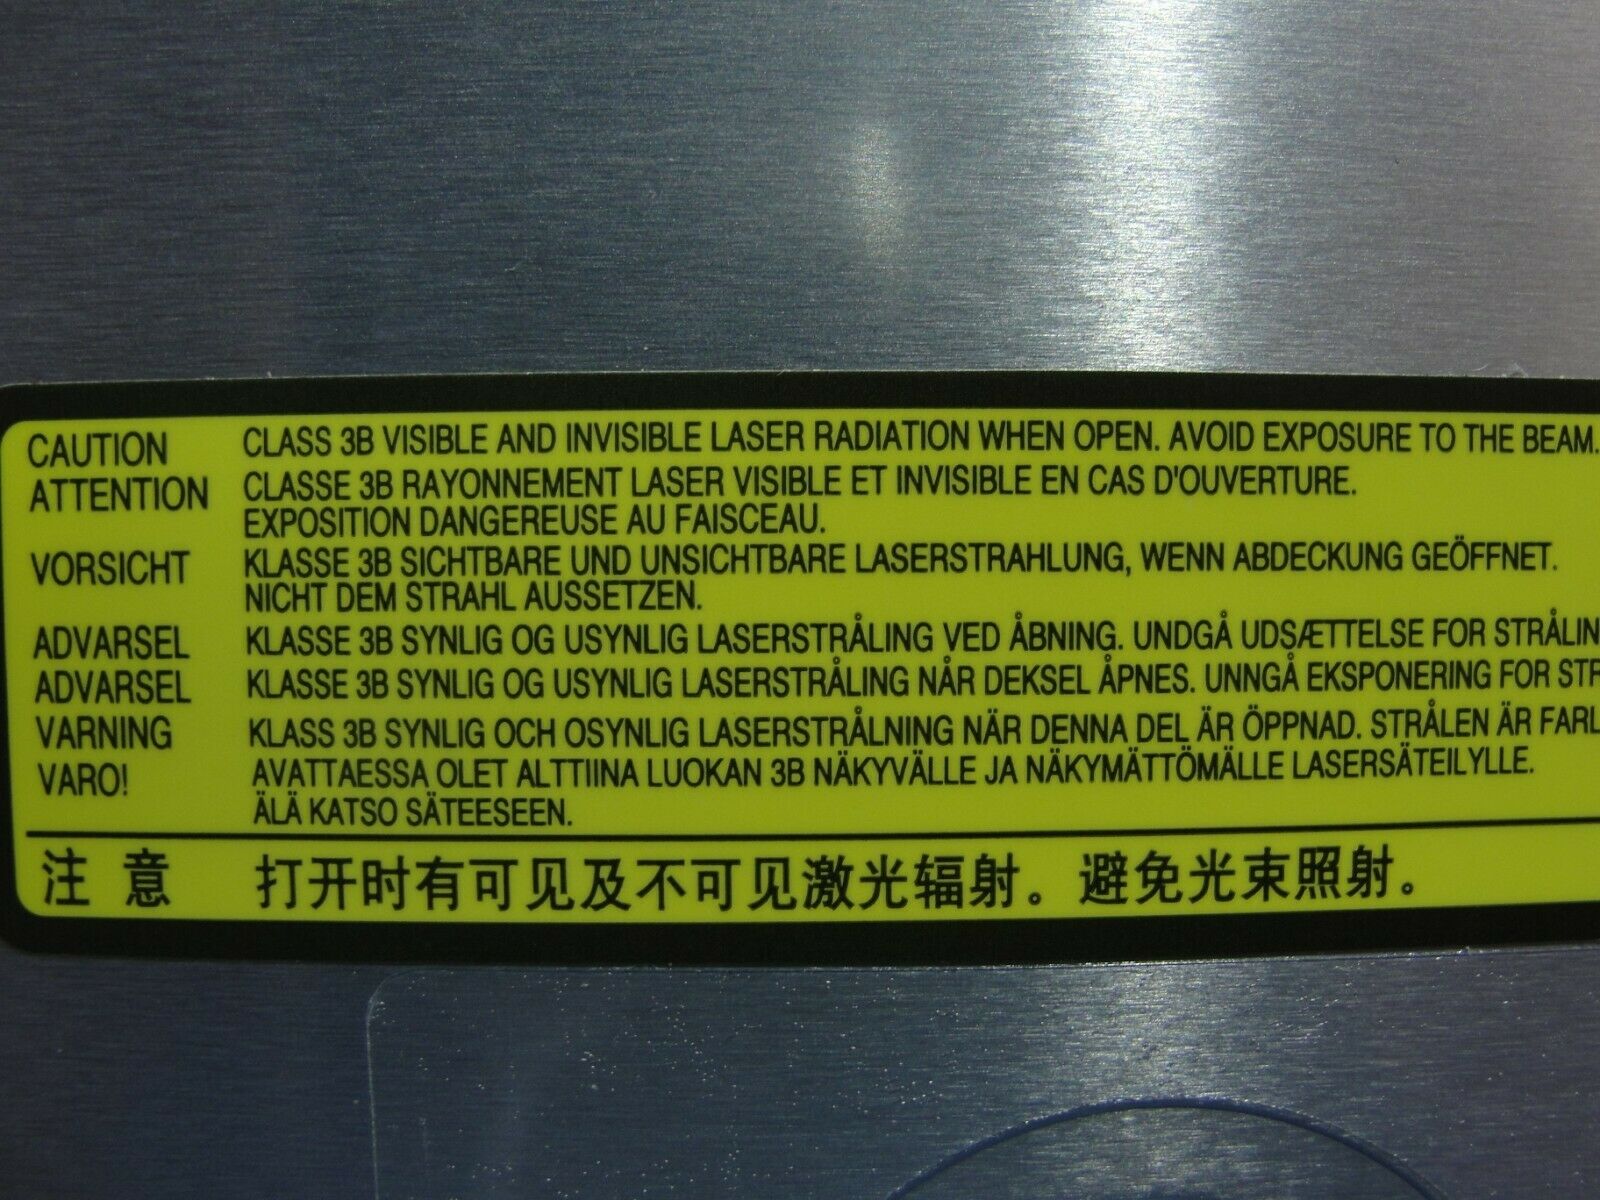 CAUTION CLASS 3B VISIBLE AND INVISIBLE LASER RADIATION WHEN OPEN. AVOID EXPOSURE TO THE BEAM.
ATTENTION CLASSE 3B RAYONNEMENT LASER VISIBLE ET INVISIBLE EN CAS D'OUVERTURE.
EXPOSITION DANGEREUSE AU FAISCEAU.
VORSICHT KLASSE 3B SICHTBARE UND UNSICHTBARE LASERSTRAHLUNG, WENN ABDECKUNG GEÖFFNET.
NICHT DEM STRAHL AUSSETZEN.
ADVARSEL KLASSE 3B SYNLIG OG USYNLIG LASERSTRÅLING VED ÅBNING. UNDGÅ UDSÆTTELSE FOR
ADVARSEL KLASSE 3B SYNLIG OG USYNLIG LASERSTRÅLING NÅR DEKSEL ÅPNES. UNNGÅ EKSPONERING FOR
VARNING KLASS 3B SYNLIG OCH OSYNLIG LASERSTRÅLNING NÄR DENNA DEL ÄR ÖPPNAD. STRÅLEN ÄR
VARO! AVATTAESSA OLET ALTTIINA LUOKAN 3B NÄKYVÄLLE JA NÄKYMÄTTÖMÄLLE LASERSÄTEILYLLE.
ÄLÄ KATSO SÄTEESEEN.
注 意 打开时有可见及不可见激光辐射。避免光束照射。